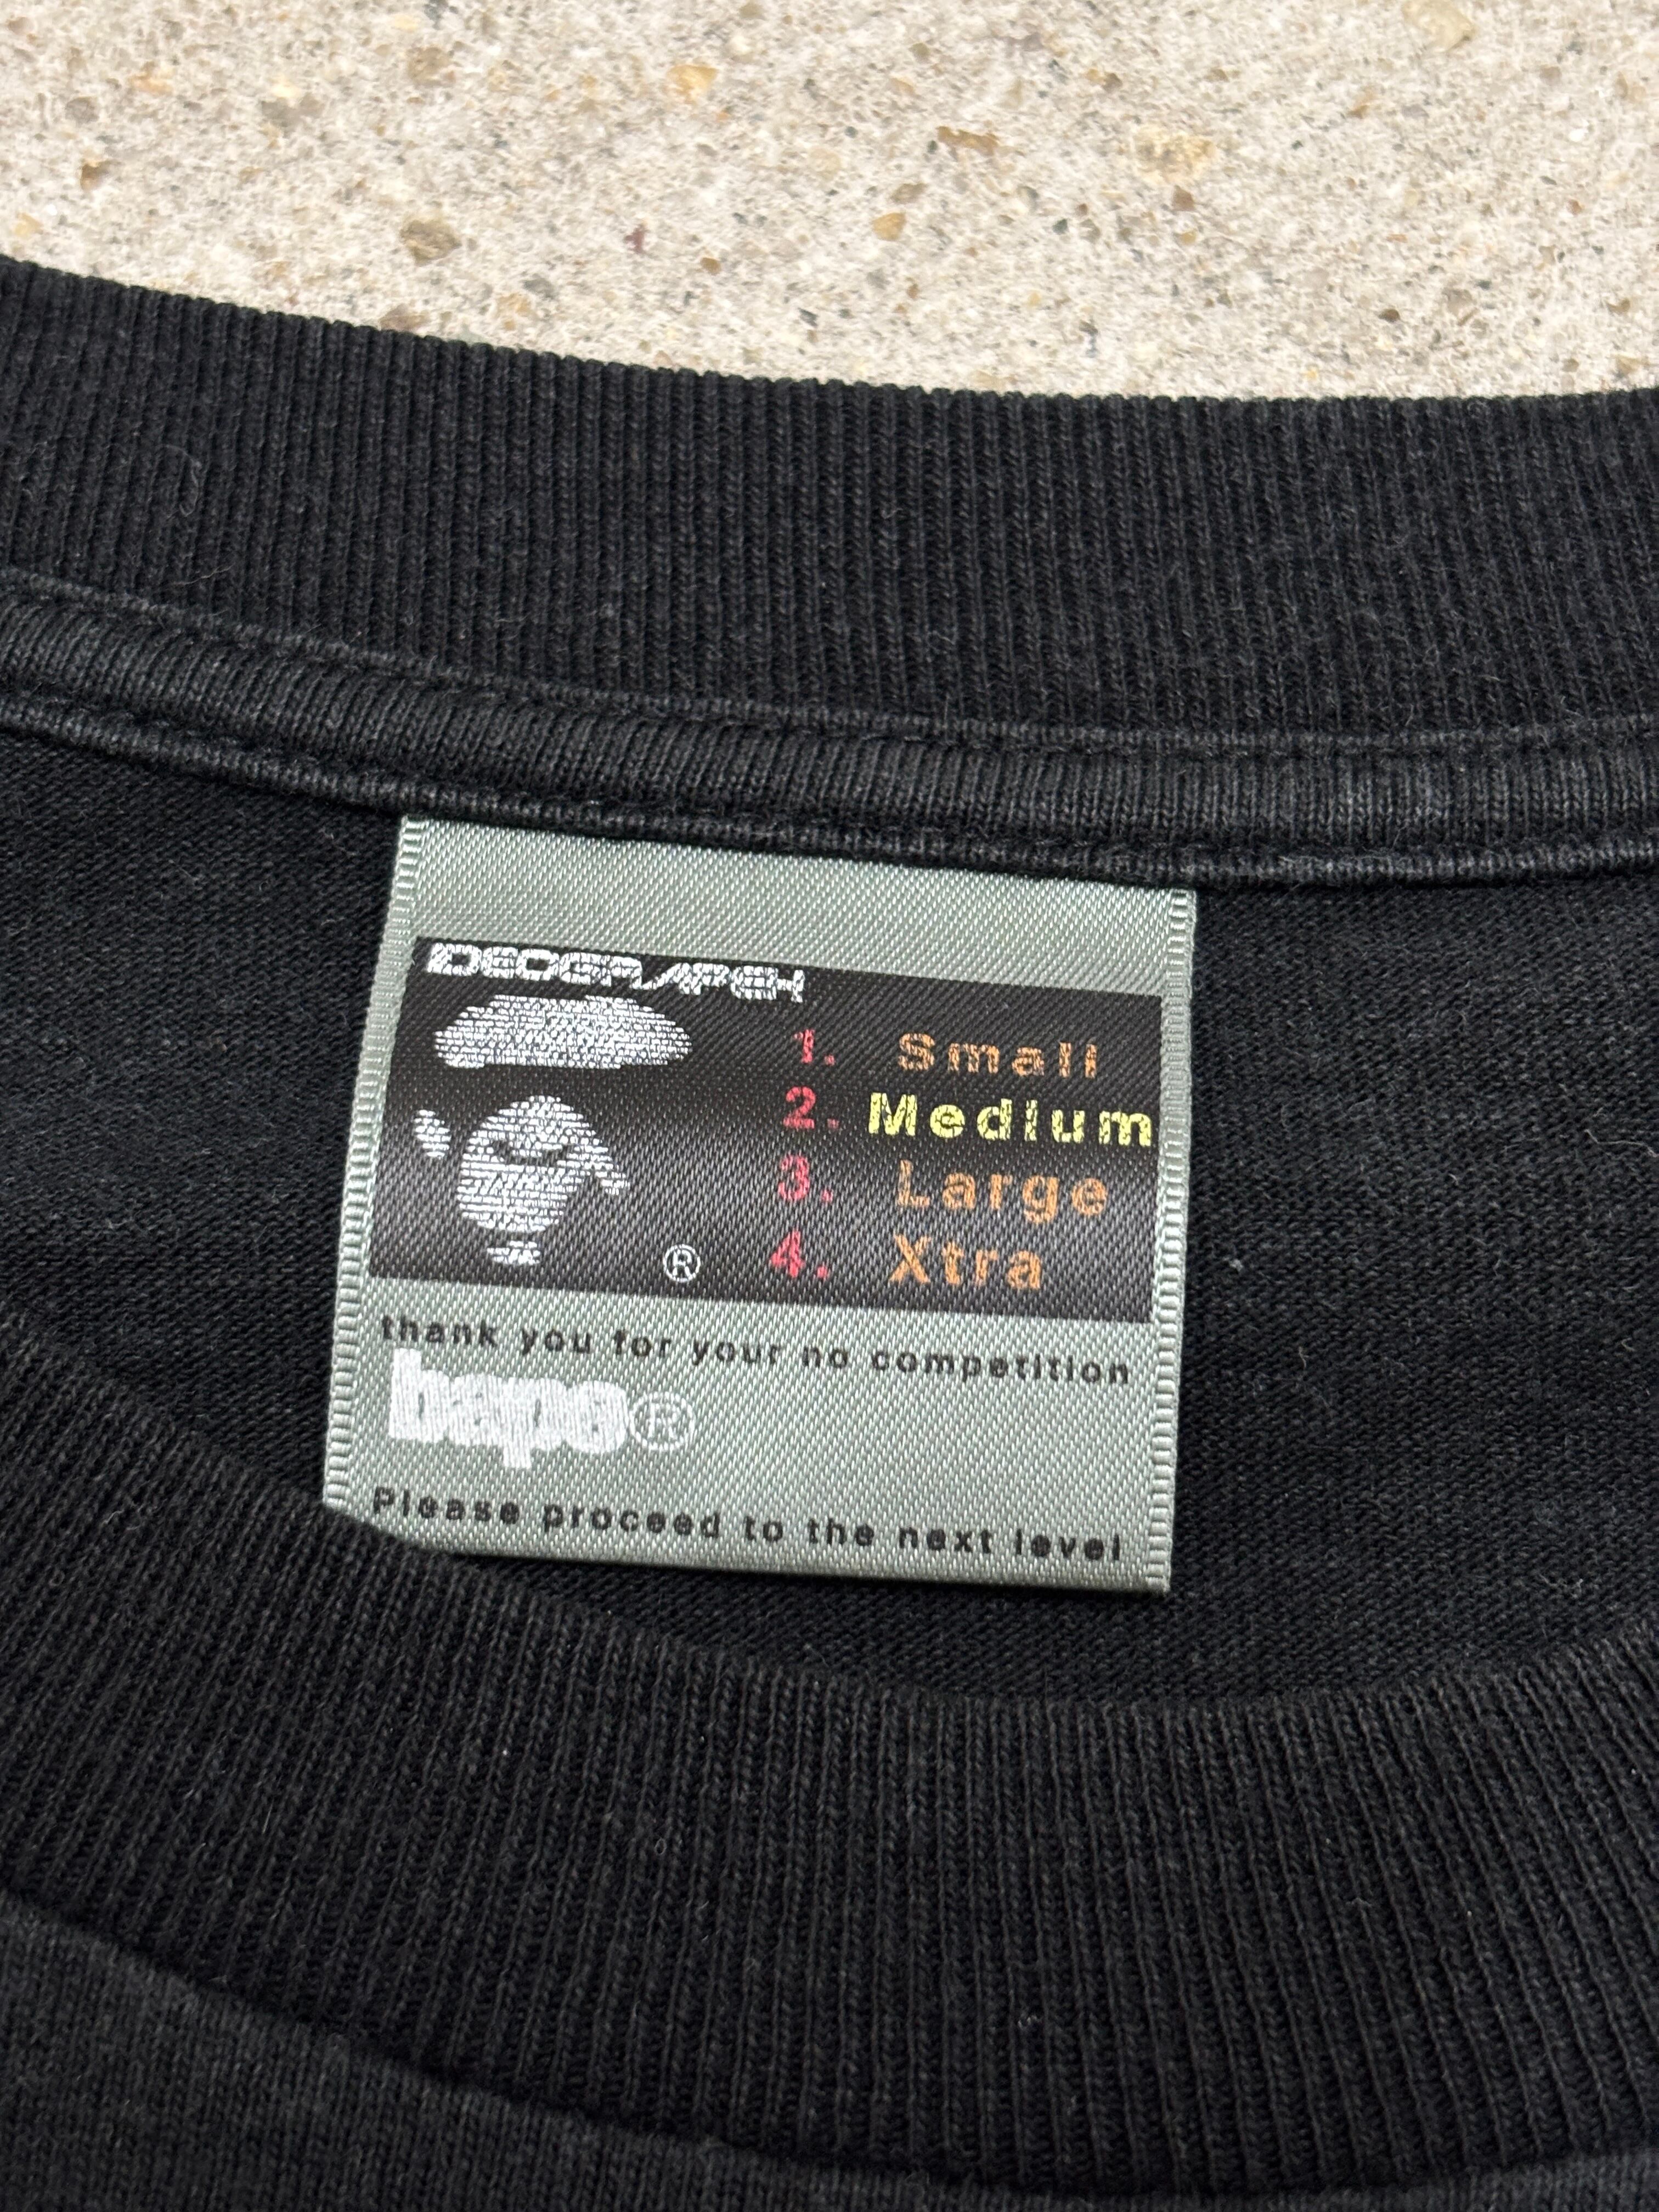 IDEOGRAPEH
1. Small
2. Medium
3. Large
4. Xtra
®
thank you for your no competition
bape®
Please proceed to the next level